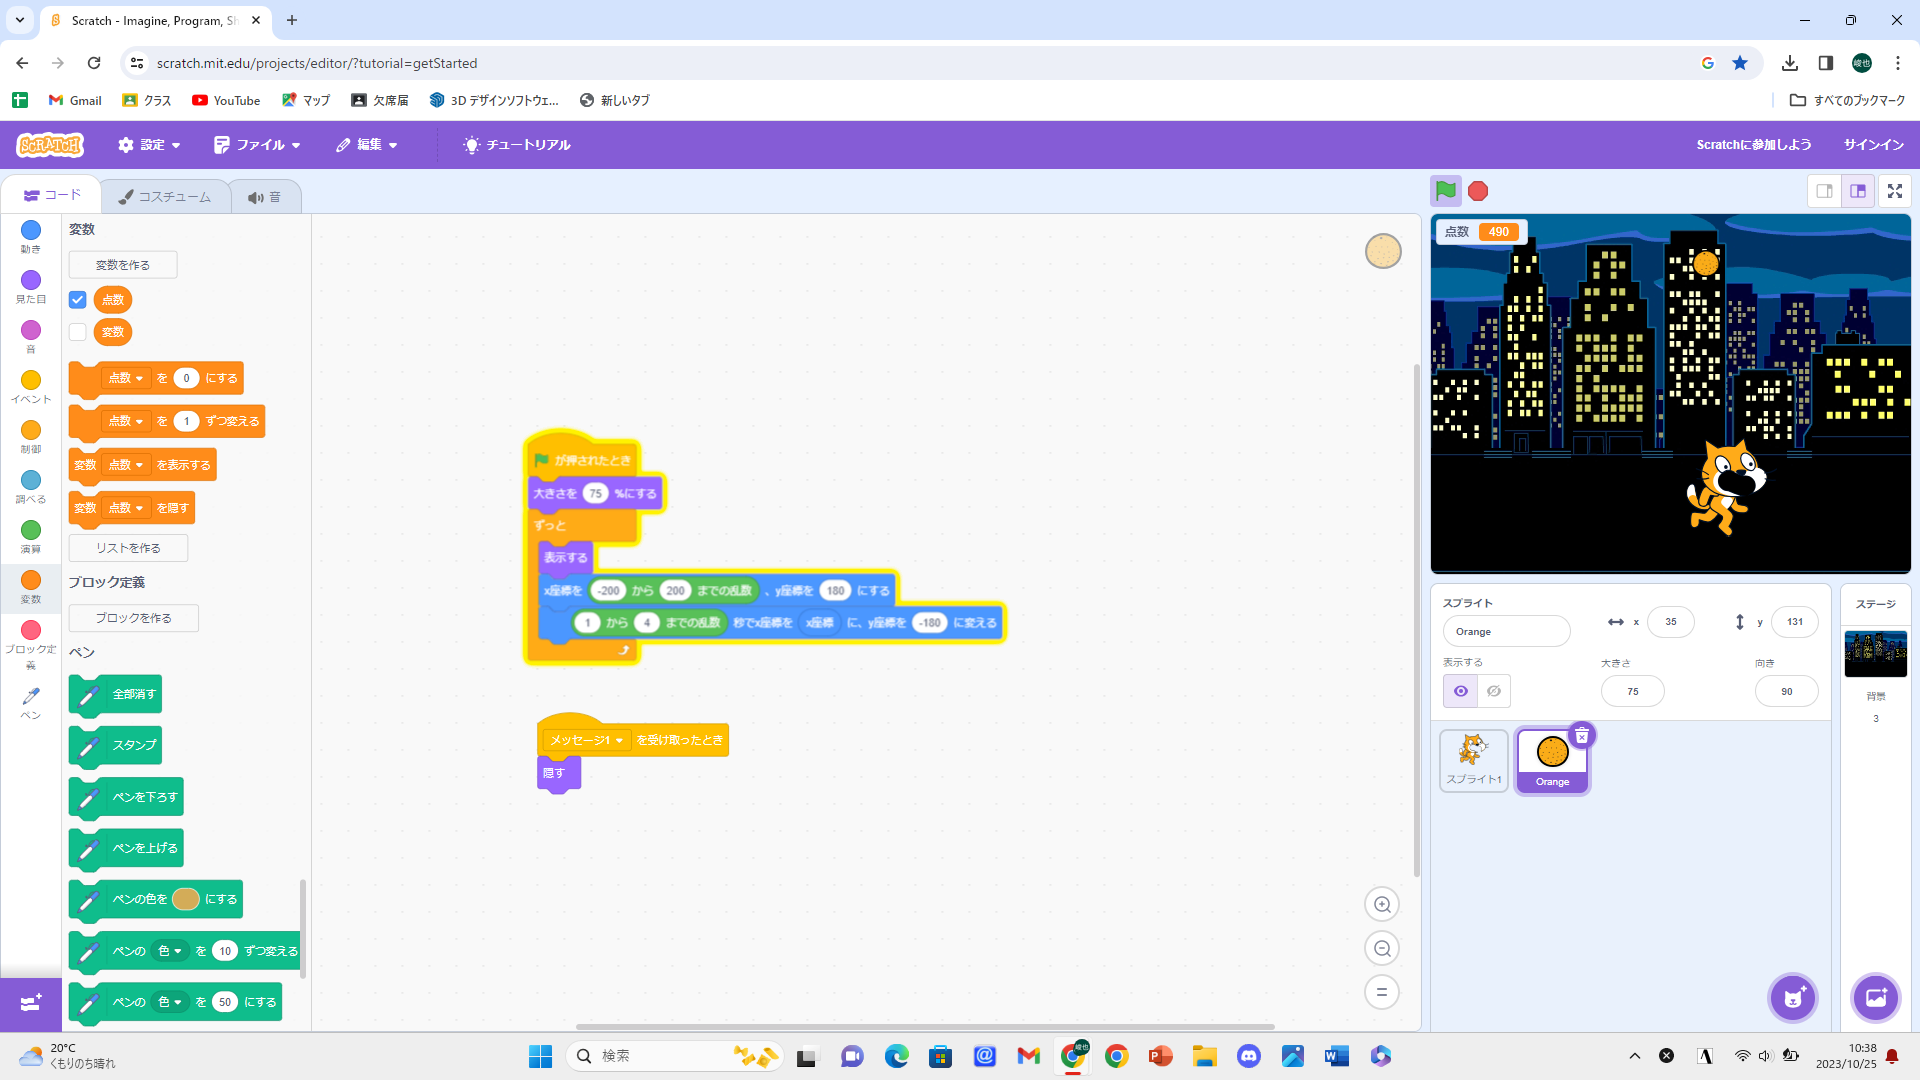 Scratch - Imagine, Program, Sh
scratch.mit.edu/projects/editor/?tutorial=getStarted
峻也
Gmail
クラス
YouTube
マップ
欠席届
3D デザインソフトウェ...
新しいタブ
すべてのブックマーク
SCRATCH
設定
ファイル
編集
チュートリアル
Scratchに参加しよう
サインイン
コード
コスチューム
音
動き
見た目
音
イベント
制御
調べる
演算
変数
ブロック定義
ペン
変数
変数を作る
点数
変数
点数 を 0 にする
点数 を 1 ずつ変える
変数 点数 を表示する
変数 点数 を隠す
リストを作る
ブロック定義
ブロックを作る
ペン
全部消す
スタンプ
ペンを下ろす
ペンを上げる
ペンの色を にする
ペンの 色 を 10 ずつ変える
ペンの 色 を 50 にする
が押されたとき
大きさを 75 %にする
ずっと
表示する
x座標を -200 から 200 までの乱数 、y座標を 180 にする
1 から 4 までの乱数 秒でx座標を x座標 に、y座標を -180 に変える
メッセージ1 を受け取ったとき
隠す
点数 490
スプライト
Orange
x 35
y 131
表示する
大きさ
75
向き
90
スプライト1
Orange
ステージ
背景
3
20°C
くもりのち晴れ
検索
峻也
A
10:38
2023/10/25